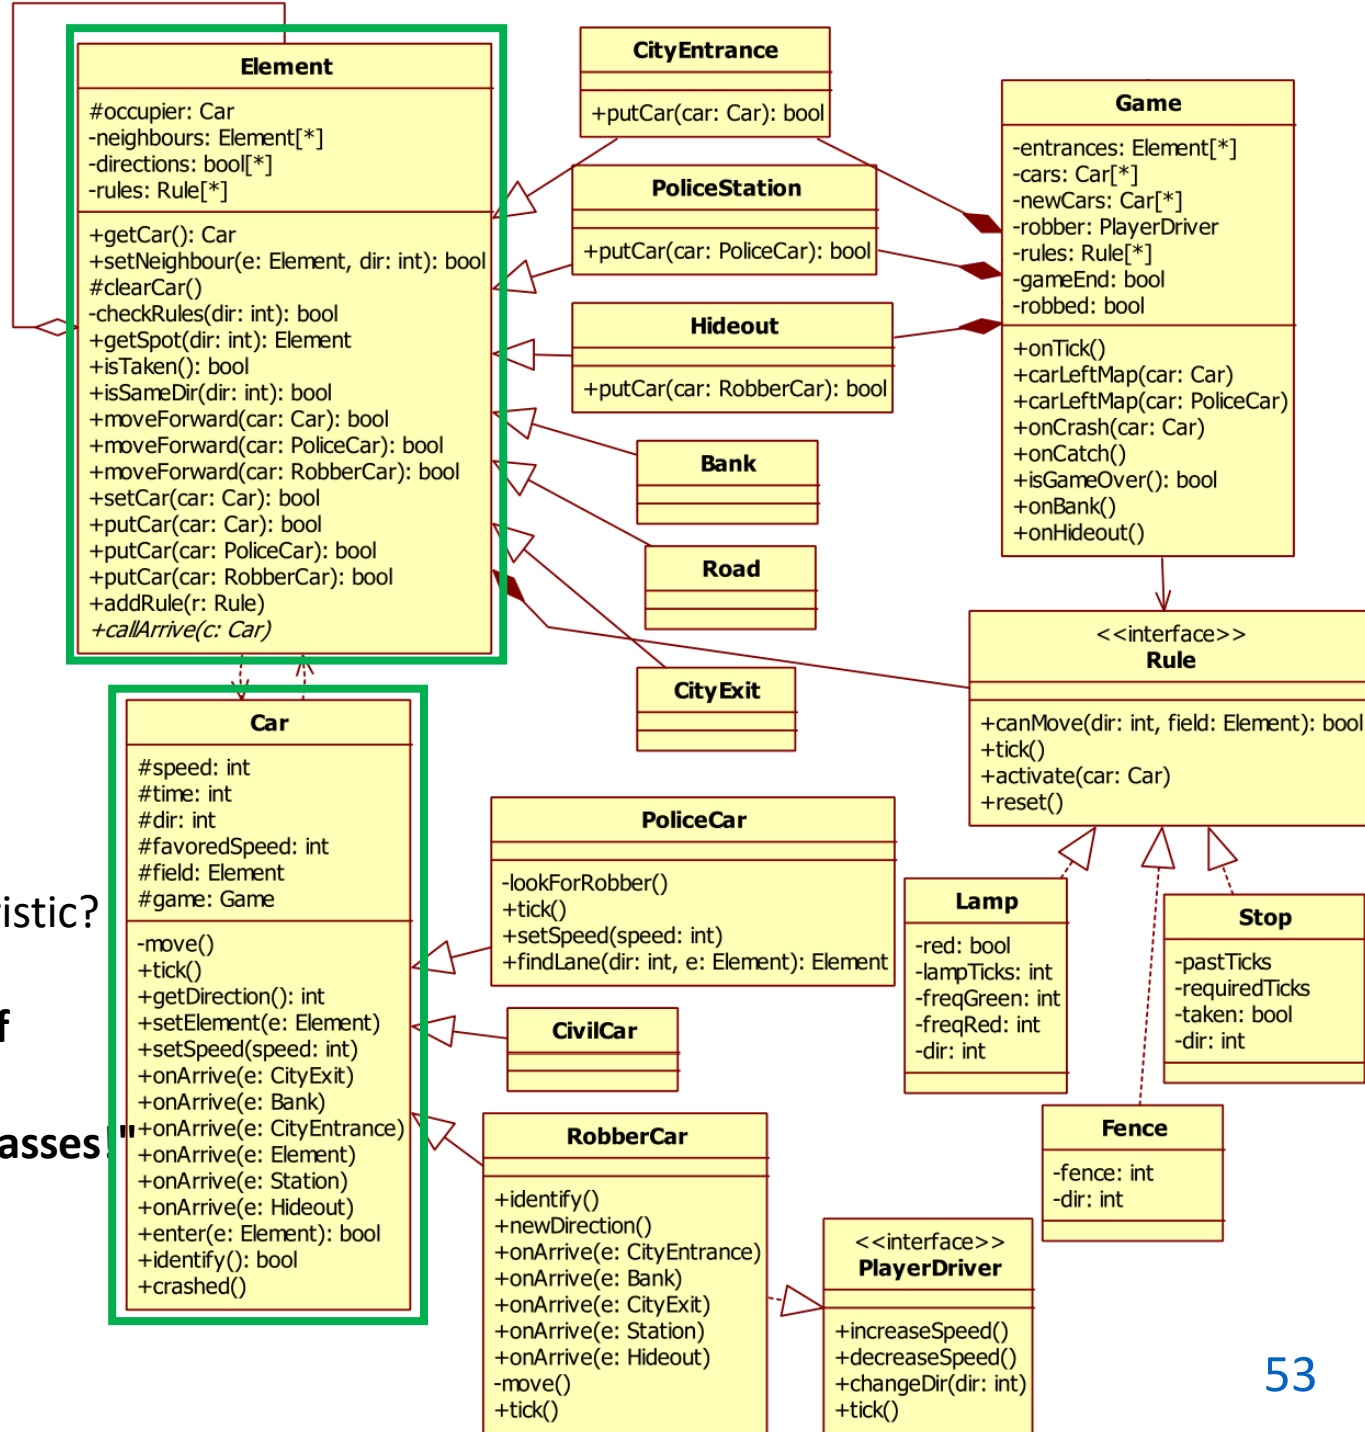 Element
#occupier: Car
-neighbours: Element[*]
-directions: bool[*]
-rules: Rule[*]
+getCar(): Car
+setNeighbour(e: Element, dir: int): bool
#clearCar()
-checkRules(dir: int): bool
+getSpot(dir: int): Element
+isTaken(): bool
+isSameDir(dir: int): bool
+moveForward(car: Car): bool
+moveForward(car: PoliceCar): bool
+moveForward(car: RobberCar): bool
+setCar(car: Car): bool
+putCar(car: Car): bool
+putCar(car: PoliceCar): bool
+putCar(car: RobberCar): bool
+addRule(r: Rule)
+callArrive(c: Car)
CityEntrance
+putCar(car: Car): bool
PoliceStation
+putCar(car: PoliceCar): bool
Hideout
+putCar(car: RobberCar): bool
Bank
Road
CityExit
Game
-entrances: Element[*]
-cars: Car[*]
-newCars: Car[*]
-robber: PlayerDriver
-rules: Rule[*]
-gameEnd: bool
-robbed: bool
+onTick()
+carLeftMap(car: Car)
+carLeftMap(car: PoliceCar)
+onCrash(car: Car)
+onCatch()
+isGameOver(): bool
+onBank()
+onHideout()
<<interface>>
Rule
+canMove(dir: int, field: Element): bool
+tick()
+activate(car: Car)
+reset()
istic?
f
asses!"
Car
#speed: int
#time: int
#dir: int
#favoredSpeed: int
#field: Element
#game: Game
-move()
+tick()
+getDirection(): int
+setElement(e: Element)
+setSpeed(speed: int)
+onArrive(e: CityExit)
+onArrive(e: Bank)
+onArrive(e: CityEntrance)
+onArrive(e: Element)
+onArrive(e: Station)
+onArrive(e: Hideout)
+enter(e: Element): bool
+identify(): bool
+crashed()
PoliceCar
-lookForRobber()
+tick()
+setSpeed(speed: int)
+findLane(dir: int, e: Element): Element
CivilCar
RobberCar
+identify()
+newDirection()
+onArrive(e: CityEntrance)
+onArrive(e: Bank)
+onArrive(e: CityExit)
+onArrive(e: Station)
+onArrive(e: Hideout)
-move()
+tick()
<<interface>>
PlayerDriver
+increaseSpeed()
+decreaseSpeed()
+changeDir(dir: int)
+tick()
Lamp
-red: bool
-lampTicks: int
-freqGreen: int
-freqRed: int
-dir: int
Stop
-pastTicks
-requiredTicks
-taken: bool
-dir: int
Fence
-fence: int
-dir: int
53